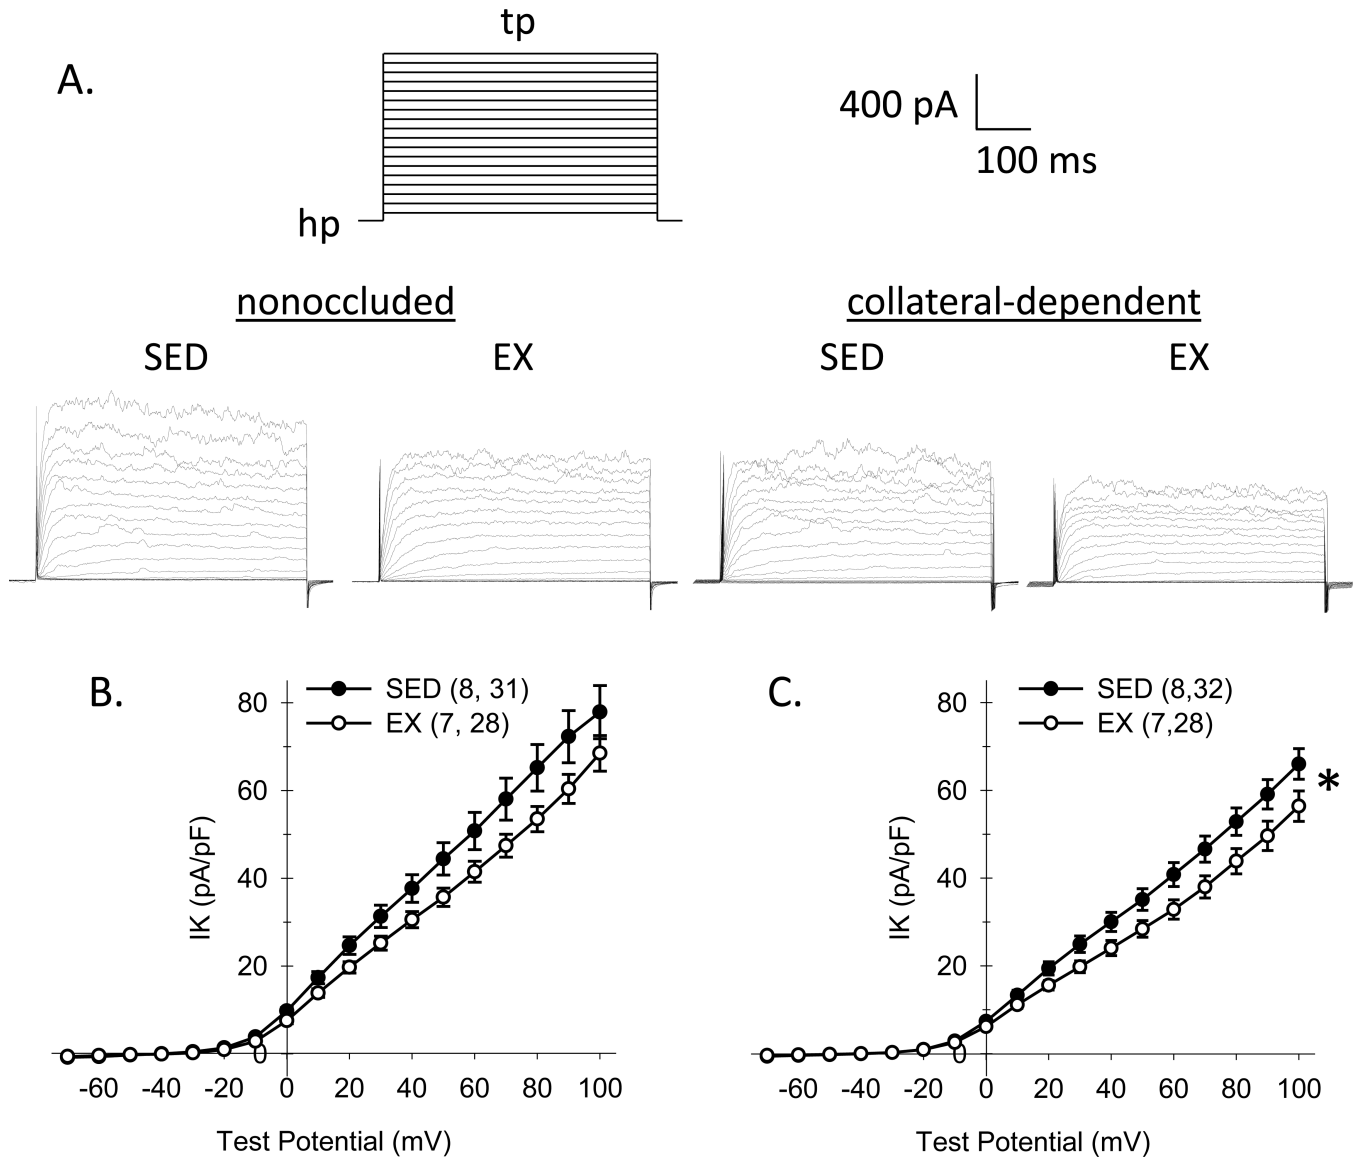 tp
A.
400 pA
100 ms
hp
nonoccluded
collateral-dependent
SED
EX
SED
EX
B.
SED (8, 31)
EX (7, 28)
80
60
40
20
0
IK (pA/pF)
-60 -40 -20 0 20 40 60 80 100
Test Potential (mV)
C.
SED (8,32)
EX (7,28)
*
80
60
40
20
0
IK (pA/pF)
-60 -40 -20 0 20 40 60 80 100
Test Potential (mV)